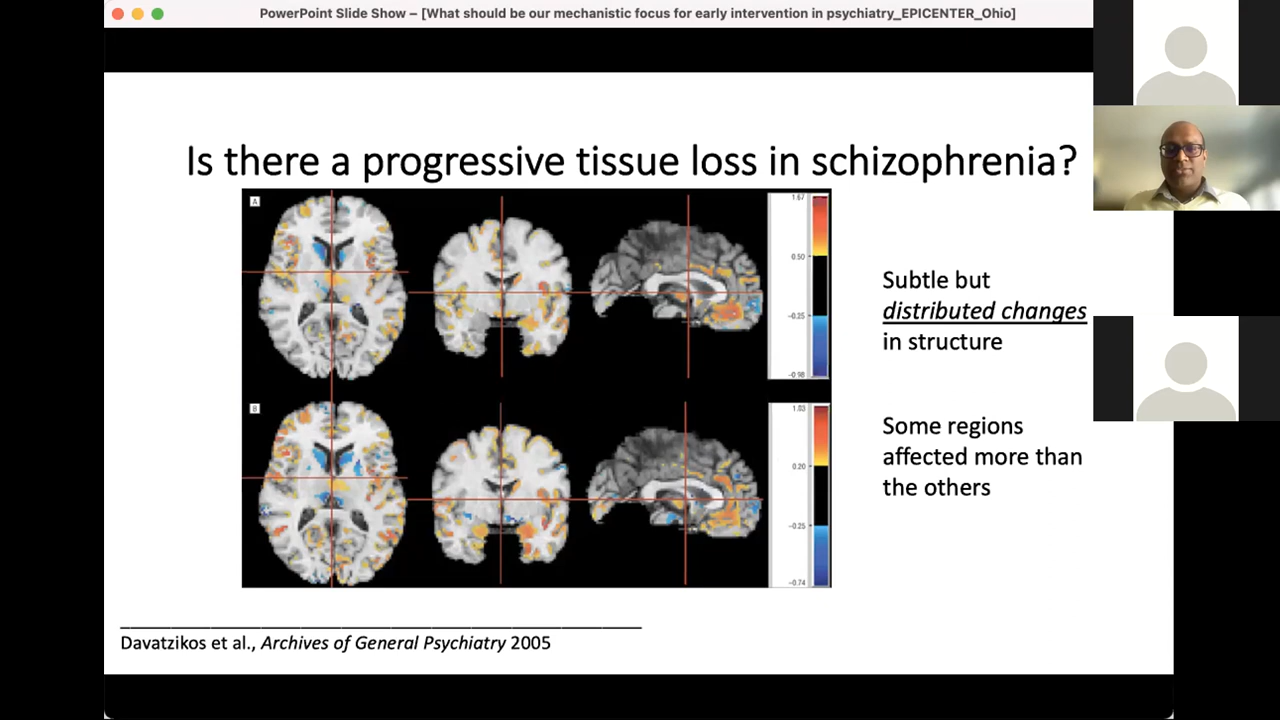 PowerPoint Slide Show – [What should be our mechanistic focus for early intervention in psychiatry_EPICENTER_Ohio]
Is there a progressive tissue loss in schizophrenia?
A
1.67
0.50
-0.25
-0.98
Subtle but
distributed changes
in structure
B
1.03
0.20
-0.25
-0.74
Some regions
affected more than
the others
Davatzikos et al., Archives of General Psychiatry 2005